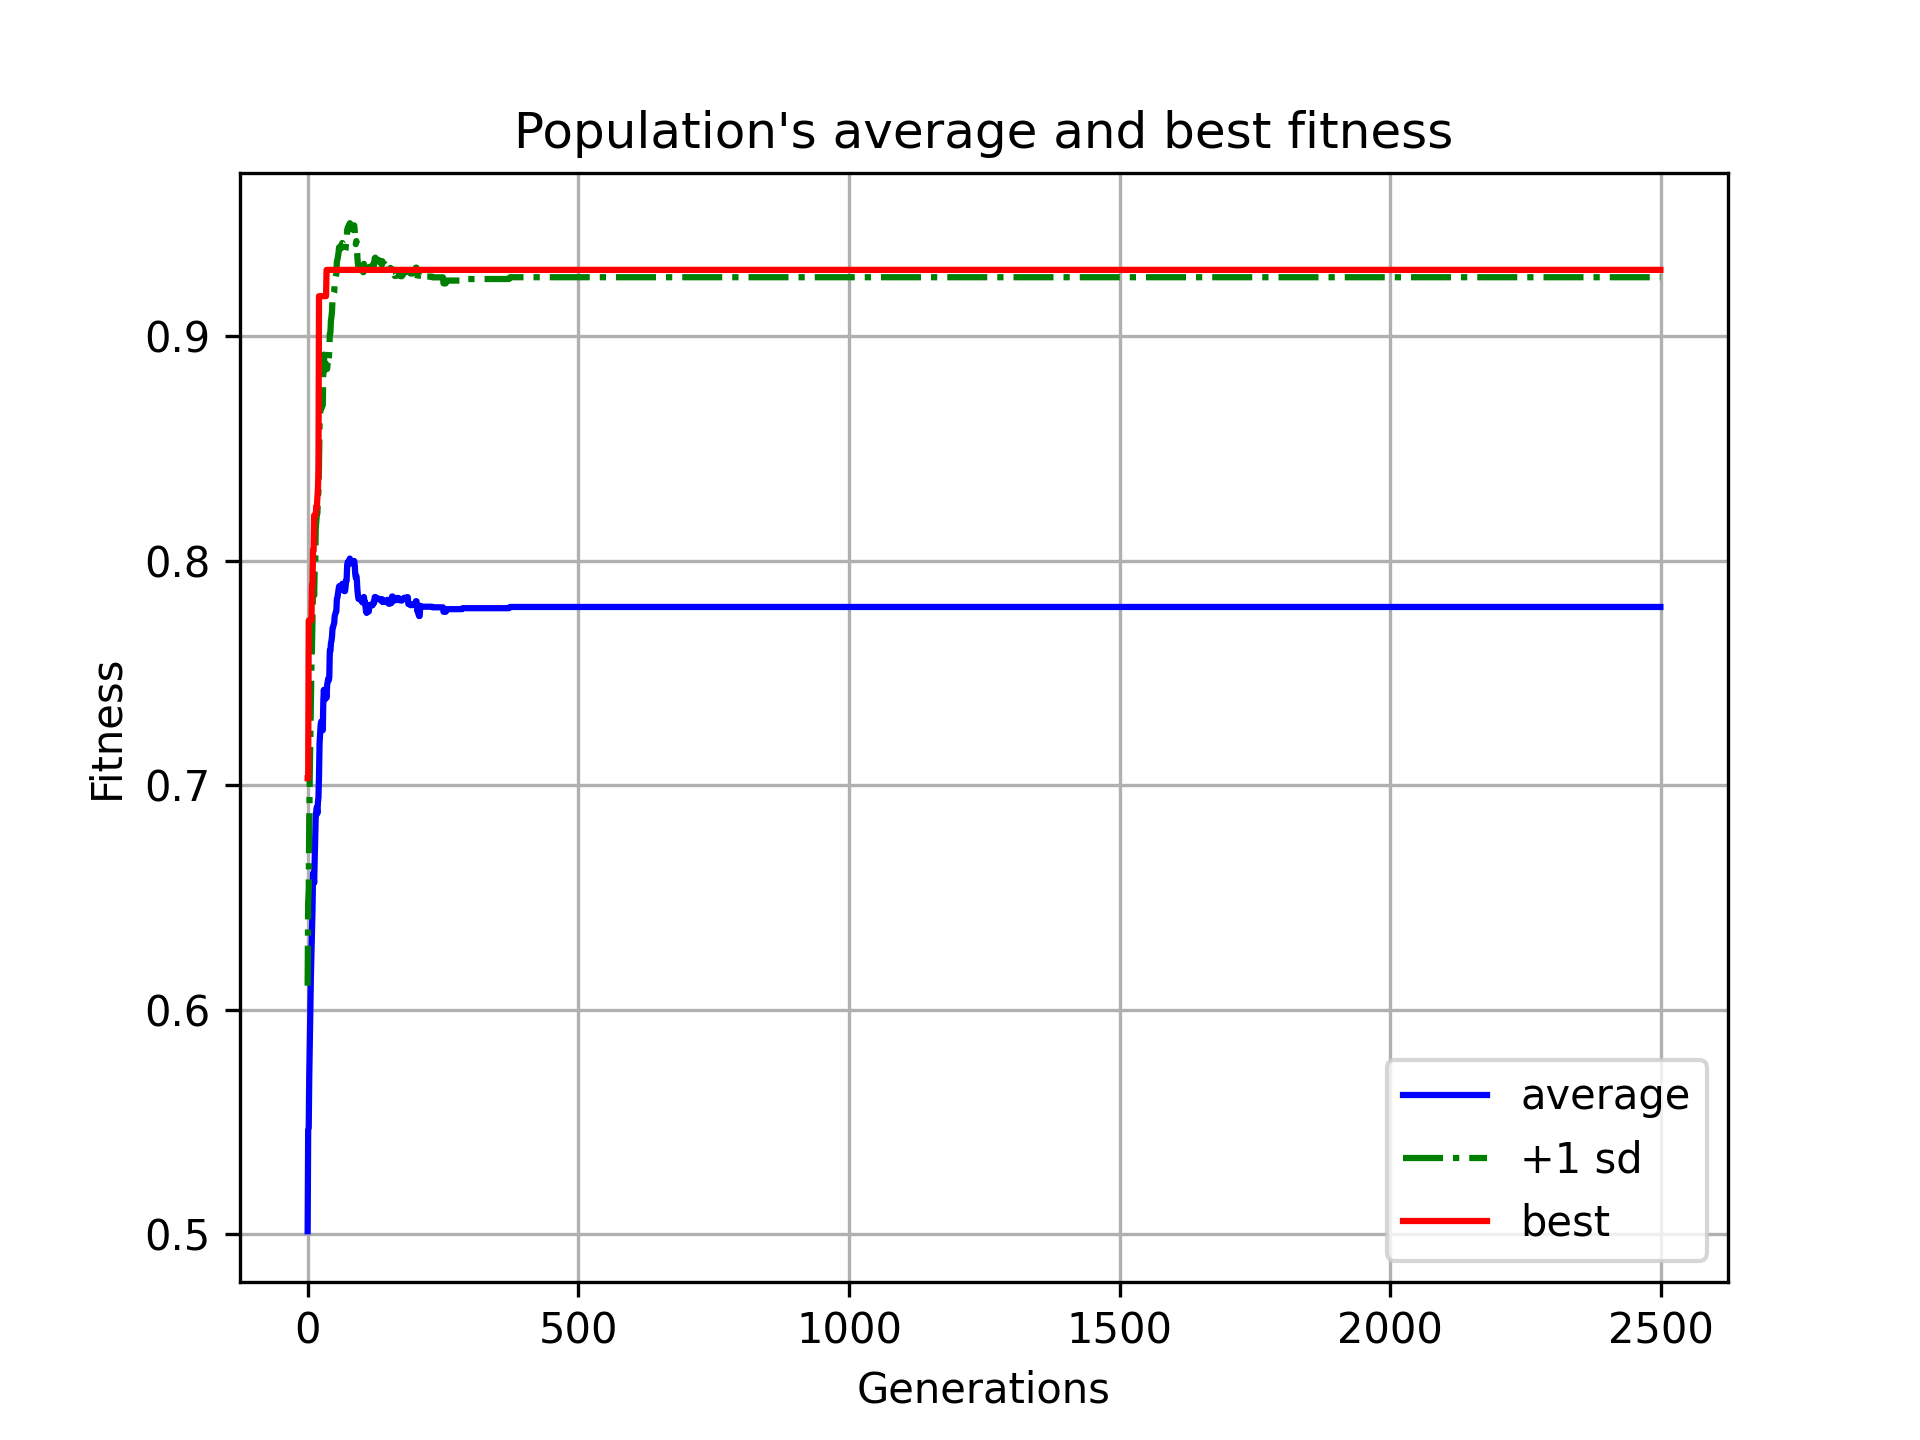 Population's average and best fitness
Fitness
0.9
0.8
0.7
0.6
0.5
average
+1 sd
best
0 500 1000 1500 2000 2500
Generations